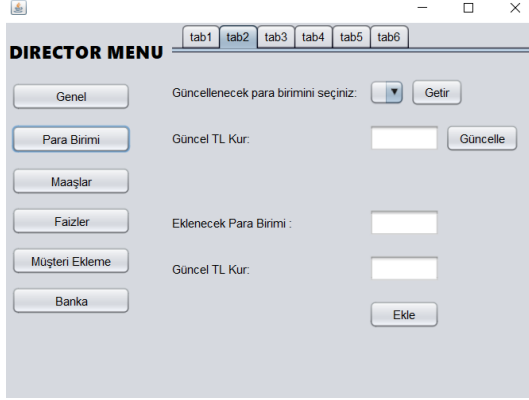 tab1 tab2 tab3 tab4 tab5 tab6
DIRECTOR MENU
Genel
Para Birimi
Maaşlar
Faizler
Müşteri Ekleme
Banka
Güncellenecek para birimini seçiniz: Getir
Güncel TL Kur: Güncelle
Eklenecek Para Birimi :
Güncel TL Kur:
Ekle